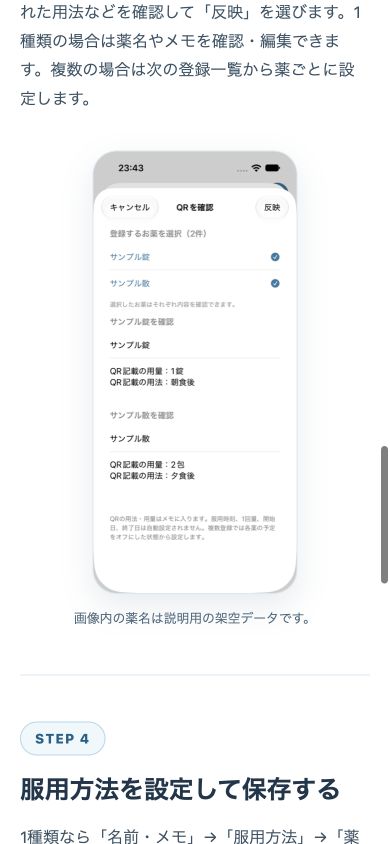 れた用法などを確認して「反映」を選びます。1
種類の場合は薬名やメモを確認・編集できま
す。複数の場合は次の登録一覧から薬ごとに設
定します。
23:43
キャンセル QRを確認 反映
登録するお薬を選択（2件）
サンプル錠
サンプル散
選択したお薬はそれぞれ内容を確認できます。
サンプル錠を確認
サンプル錠
QR記載の用量：1錠
QR記載の用法：朝食後
サンプル散を確認
サンプル散
QR記載の用量：2包
QR記載の用法：夕食後
QRの用法・用量はメモに入ります。服用時刻、1回量、開始
日、終了日は自動設定されません。複数登録では各薬の予定
をオフにした状態から設定します。
画像内の薬名は説明用の架空データです。
STEP 4
服用方法を設定して保存する
1種類なら「名前・メモ」→「服用方法」→「薬